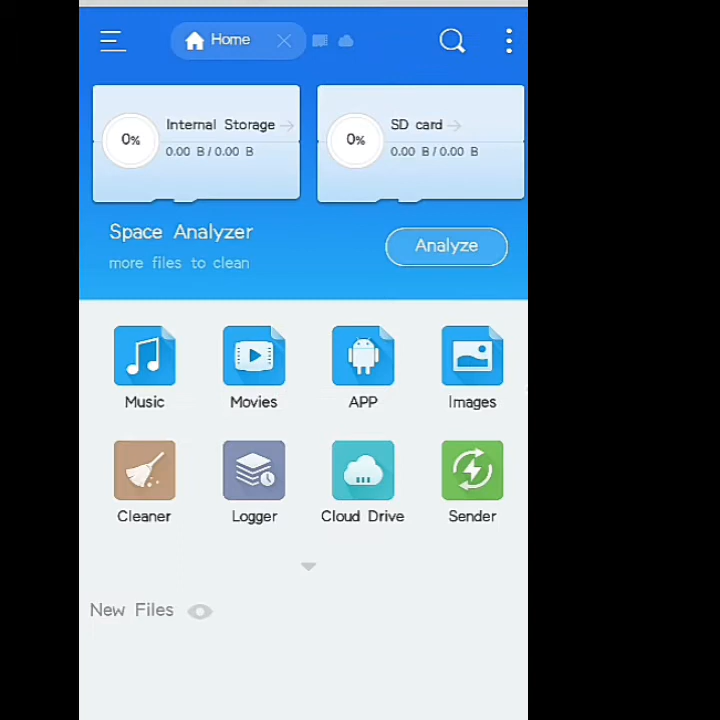 Home
0% Internal Storage
0.00 B / 0.00 B
0% SD card
0.00 B / 0.00 B
Space Analyzer
more files to clean
Analyze
Music Movies APP Images
Cleaner Logger Cloud Drive Sender
New Files